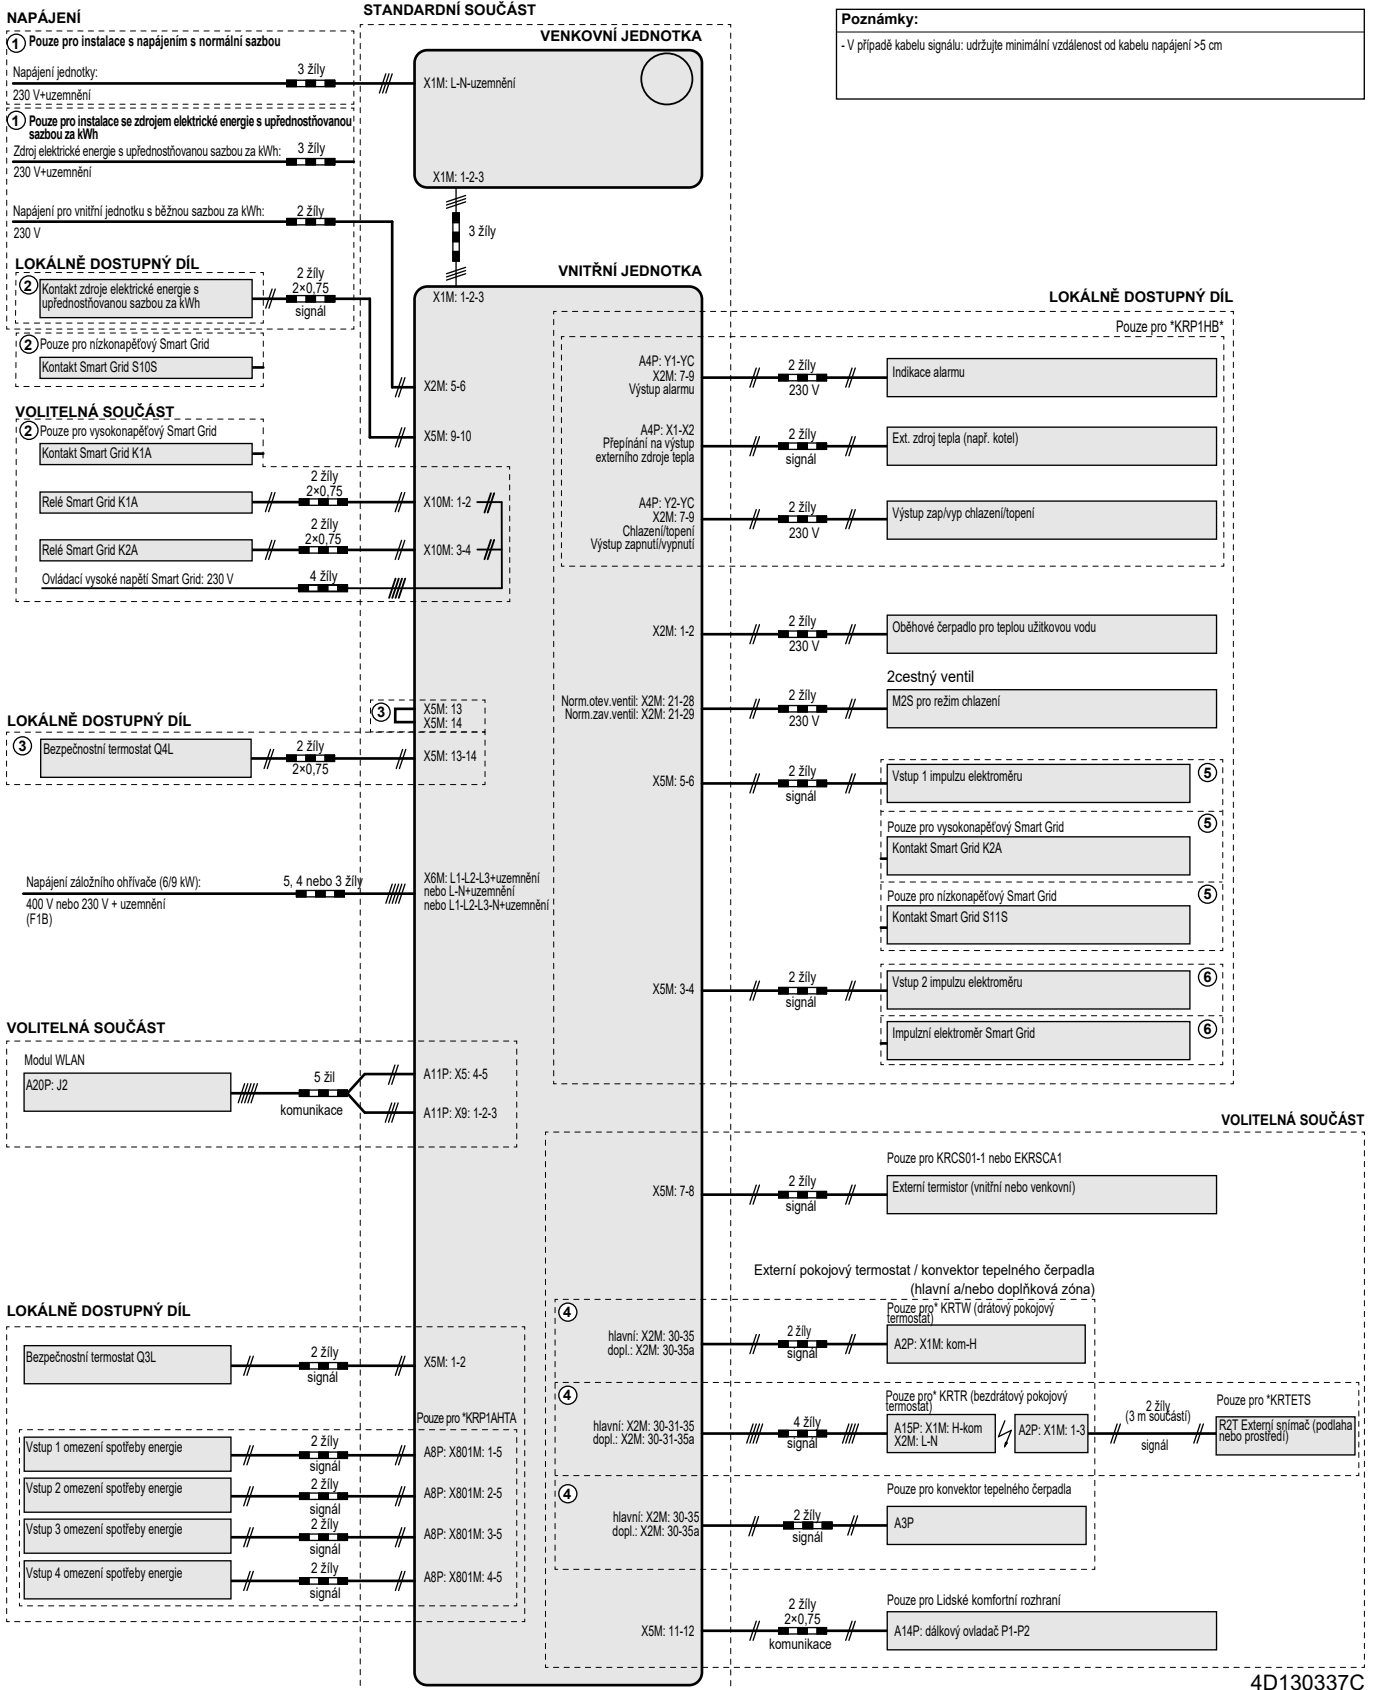 NAPÁJENÍ
① Pouze pro instalace s napájením s normální sazbou
Napájení jednotky:
3 žíly
230 V+uzemnění
① Pouze pro instalace se zdrojem elektrické energie s upřednostňovanou
sazbou za kWh
Zdroj elektrické energie s upřednostňovanou sazbou za kWh:
3 žíly
230 V+uzemnění
Napájení pro vnitřní jednotku s běžnou sazbou za kWh:
2 žíly
230 V
LOKÁLNĚ DOSTUPNÝ DÍL
②
Kontakt zdroje elektrické energie s
upřednostňovanou sazbou za kWh
2 žíly
2×0,75
signál
② Pouze pro nízkonapěťový Smart Grid
Kontakt Smart Grid S10S
VOLITELNÁ SOUČÁST
② Pouze pro vysokonapěťový Smart Grid
Kontakt Smart Grid K1A
Relé Smart Grid K1A
2 žíly
2×0,75
Relé Smart Grid K2A
2 žíly
2×0,75
Ovládací vysoké napětí Smart Grid: 230 V
4 žíly
LOKÁLNĚ DOSTUPNÝ DÍL
③
Bezpečnostní termostat Q4L
2 žíly
2×0,75
Napájení záložního ohřívače (6/9 kW):
5, 4 nebo 3 žíly
400 V nebo 230 V + uzemnění
(F1B)
VOLITELNÁ SOUČÁST
Modul WLAN
A20P: J2
5 žil
komunikace
LOKÁLNĚ DOSTUPNÝ DÍL
Bezpečnostní termostat Q3L
2 žíly
signál
Vstup 1 omezení spotřeby energie
2 žíly
signál
Vstup 2 omezení spotřeby energie
2 žíly
signál
Vstup 3 omezení spotřeby energie
2 žíly
signál
Vstup 4 omezení spotřeby energie
2 žíly
signál
STANDARDNÍ SOUČÁST
VENKOVNÍ JEDNOTKA
X1M: L-N-uzemnění
X1M: 1-2-3
3 žíly
VNITŘNÍ JEDNOTKA
X1M: 1-2-3
X2M: 5-6
X5M: 9-10
X10M: 1-2
X10M: 3-4
③
X5M: 13
X5M: 14
X5M: 13-14
X6M: L1-L2-L3+uzemnění
nebo L-N+uzemnění
nebo L1-L2-L3-N+uzemnění
A11P: X5: 4-5
A11P: X9: 1-2-3
X5M: 1-2
Pouze pro *KRP1AHTA
A8P: X801M: 1-5
A8P: X801M: 2-5
A8P: X801M: 3-5
A8P: X801M: 4-5
Poznámky:
- V případě kabelu signálu: udržujte minimální vzdálenost od kabelu napájení >5 cm
LOKÁLNĚ DOSTUPNÝ DÍL
Pouze pro *KRP1HB*
A4P: Y1-YC
X2M: 7-9
Výstup alarmu
2 žíly
230 V
Indikace alarmu
A4P: X1-X2
Přepínání na výstup
externího zdroje tepla
2 žíly
signál
Ext. zdroj tepla (např. kotel)
A4P: Y2-YC
X2M: 7-9
Chlazení/topení
Výstup zapnutí/vypnutí
2 žíly
230 V
Výstup zap/vyp chlazení/topení
X2M: 1-2
2 žíly
230 V
Oběhové čerpadlo pro teplou užitkovou vodu
2cestný ventil
Norm.otev.ventil: X2M: 21-28
Norm.zav.ventil: X2M: 21-29
2 žíly
230 V
M2S pro režim chlazení
X5M: 5-6
2 žíly
signál
Vstup 1 impulzu elektroměru
⑤
Pouze pro vysokonapěťový Smart Grid
⑤
Kontakt Smart Grid K2A
Pouze pro nízkonapěťový Smart Grid
⑤
Kontakt Smart Grid S11S
X5M: 3-4
2 žíly
signál
Vstup 2 impulzu elektroměru
⑥
Impulzní elektroměr Smart Grid
⑥
VOLITELNÁ SOUČÁST
Pouze pro KRCS01-1 nebo EKRSCA1
X5M: 7-8
2 žíly
signál
Externí termistor (vnitřní nebo venkovní)
Externí pokojový termostat / konvektor tepelného čerpadla
(hlavní a/nebo doplňková zóna)
④
Pouze pro* KRTW (drátový pokojový
termostat)
hlavní: X2M: 30-35
dopl.: X2M: 30-35a
2 žíly
signál
A2P: X1M: kom-H
④
Pouze pro* KRTR (bezdrátový pokojový
termostat)
hlavní: X2M: 30-31-35
dopl.: X2M: 30-31-35a
4 žíly
signál
A15P: X1M: H-kom
X2M: L-N
A2P: X1M: 1-3
2 žíly
(3 m součástí)
signál
Pouze pro *KRTETS
R2T Externí snímač (podlaha
nebo prostředí)
④
Pouze pro konvektor tepelného čerpadla
hlavní: X2M: 30-35
dopl.: X2M: 30-35a
2 žíly
signál
A3P
Pouze pro Lidské komfortní rozhraní
X5M: 11-12
2 žíly
2×0,75
komunikace
A14P: dálkový ovladač P1-P2
4D130337C